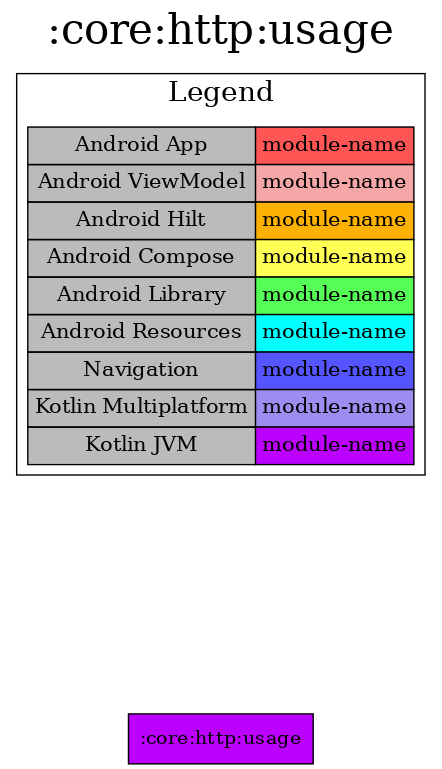 :core:http:usage
Legend
Android App module-name
Android ViewModel module-name
Android Hilt module-name
Android Compose module-name
Android Library module-name
Android Resources module-name
Navigation module-name
Kotlin Multiplatform module-name
Kotlin JVM module-name
:core:http:usage